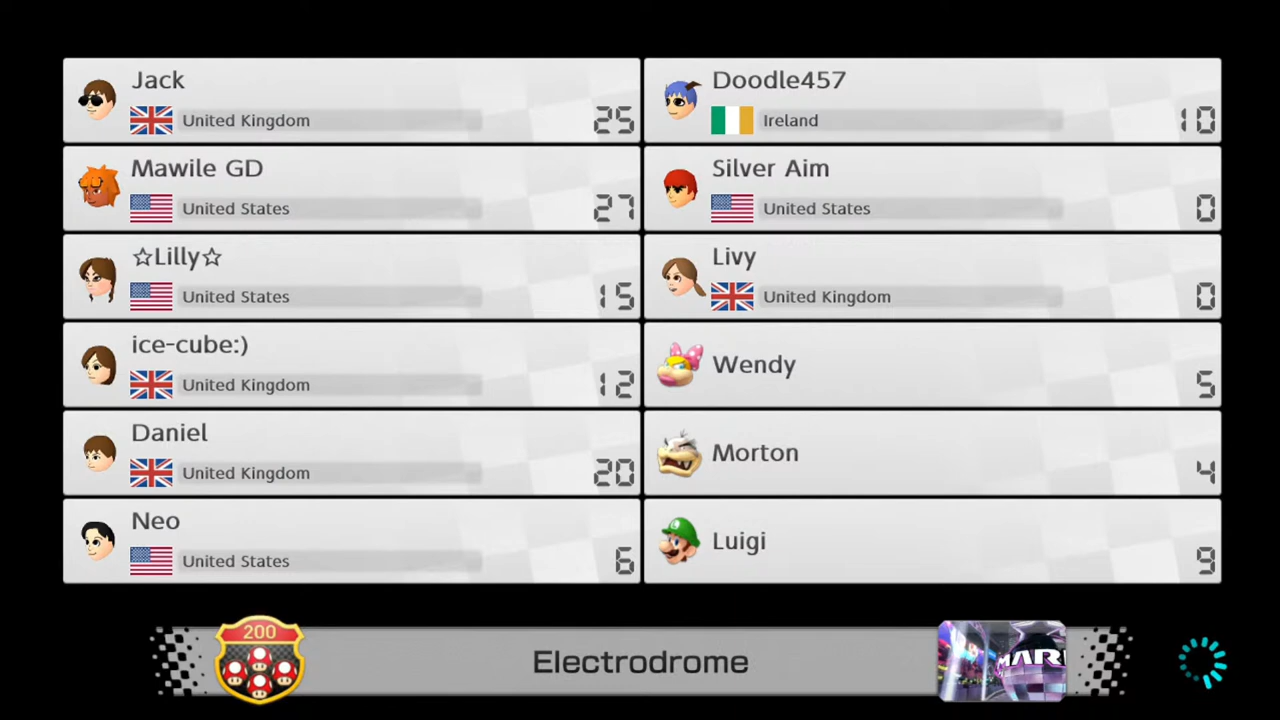 Jack
United Kingdom
25
Mawile GD
United States
27
☆Lilly☆
United States
15
ice-cube:)
United Kingdom
12
Daniel
United Kingdom
20
Neo
United States
6
Doodle457
Ireland
10
Silver Aim
United States
0
Livy
United Kingdom
0
Wendy
5
Morton
4
Luigi
9
200
Electrodrome
MARI